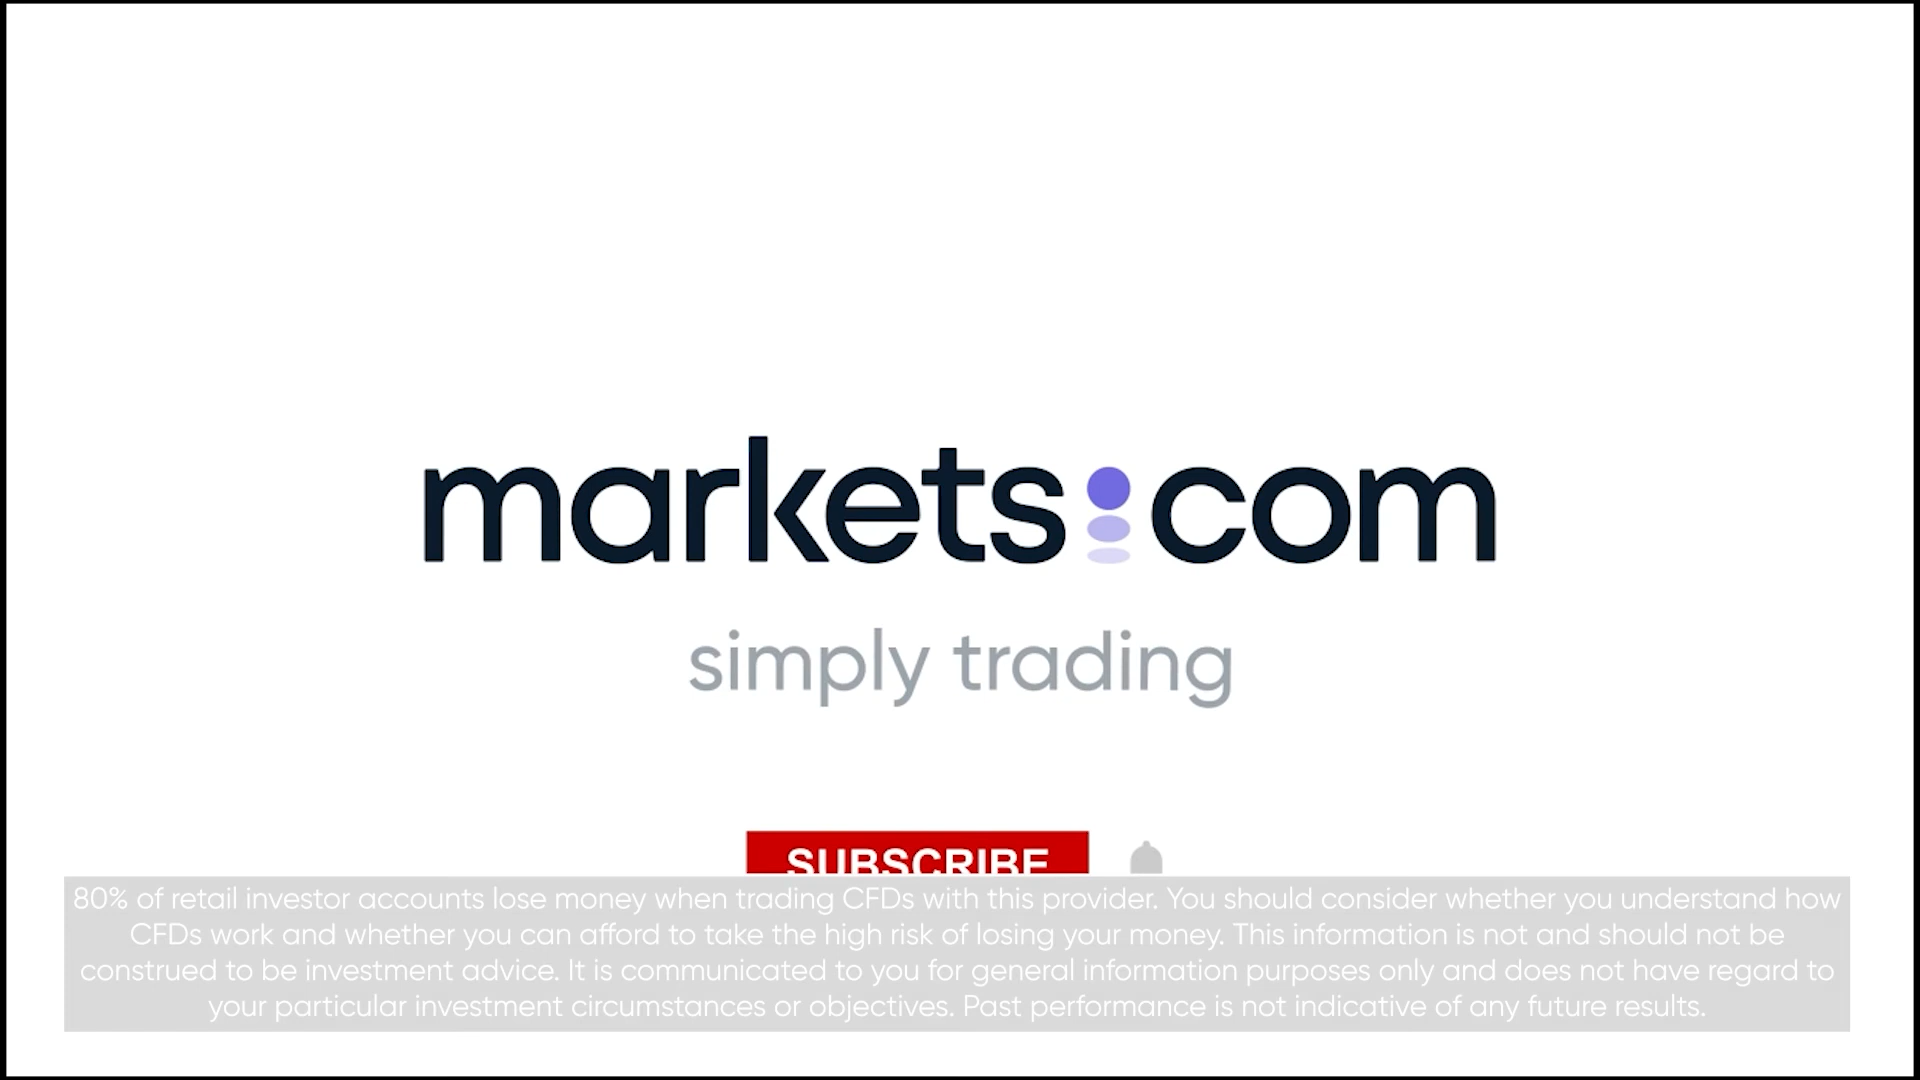 markets.com
simply trading
SUBSCRIBE
80% of retail investor accounts lose money when trading CFDs with this provider. You should consider whether you understand how
CFDs work and whether you can afford to take the high risk of losing your money. This information is not and should not be
construed to be investment advice. It is communicated to you for general information purposes only and does not have regard to
your particular investment circumstances or objectives. Past performance is not indicative of any future results.